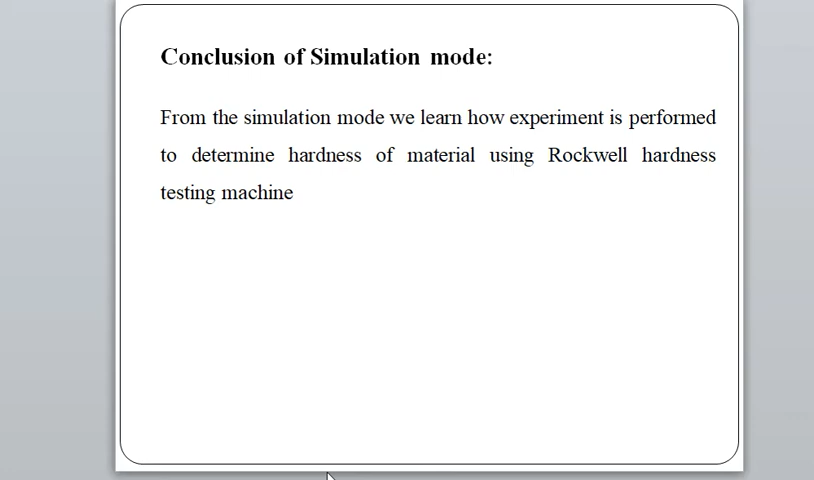 Conclusion of Simulation mode:
From the simulation mode we learn how experiment is performed
to determine hardness of material using Rockwell hardness
testing machine